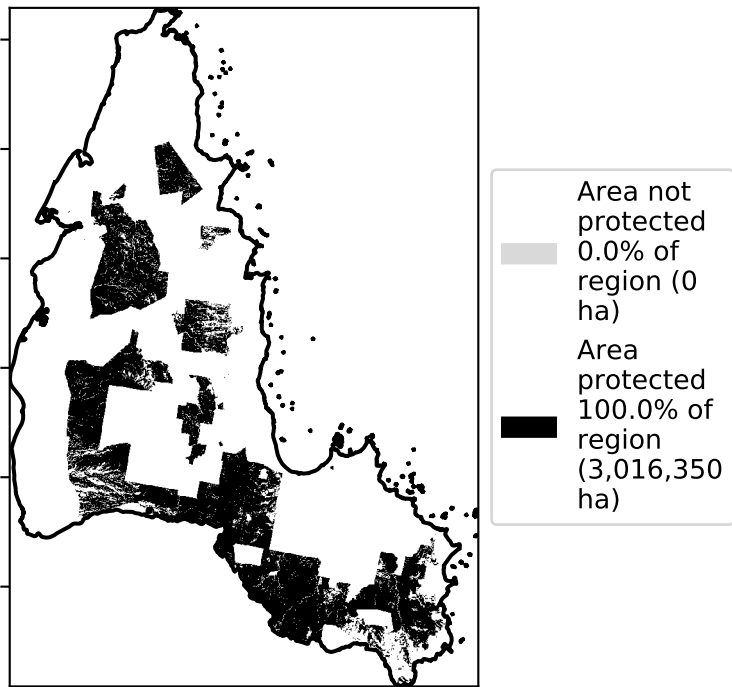 Area not
protected
0.0% of
region (0
ha)
Area
protected
100.0% of
region
(3,016,350
ha)